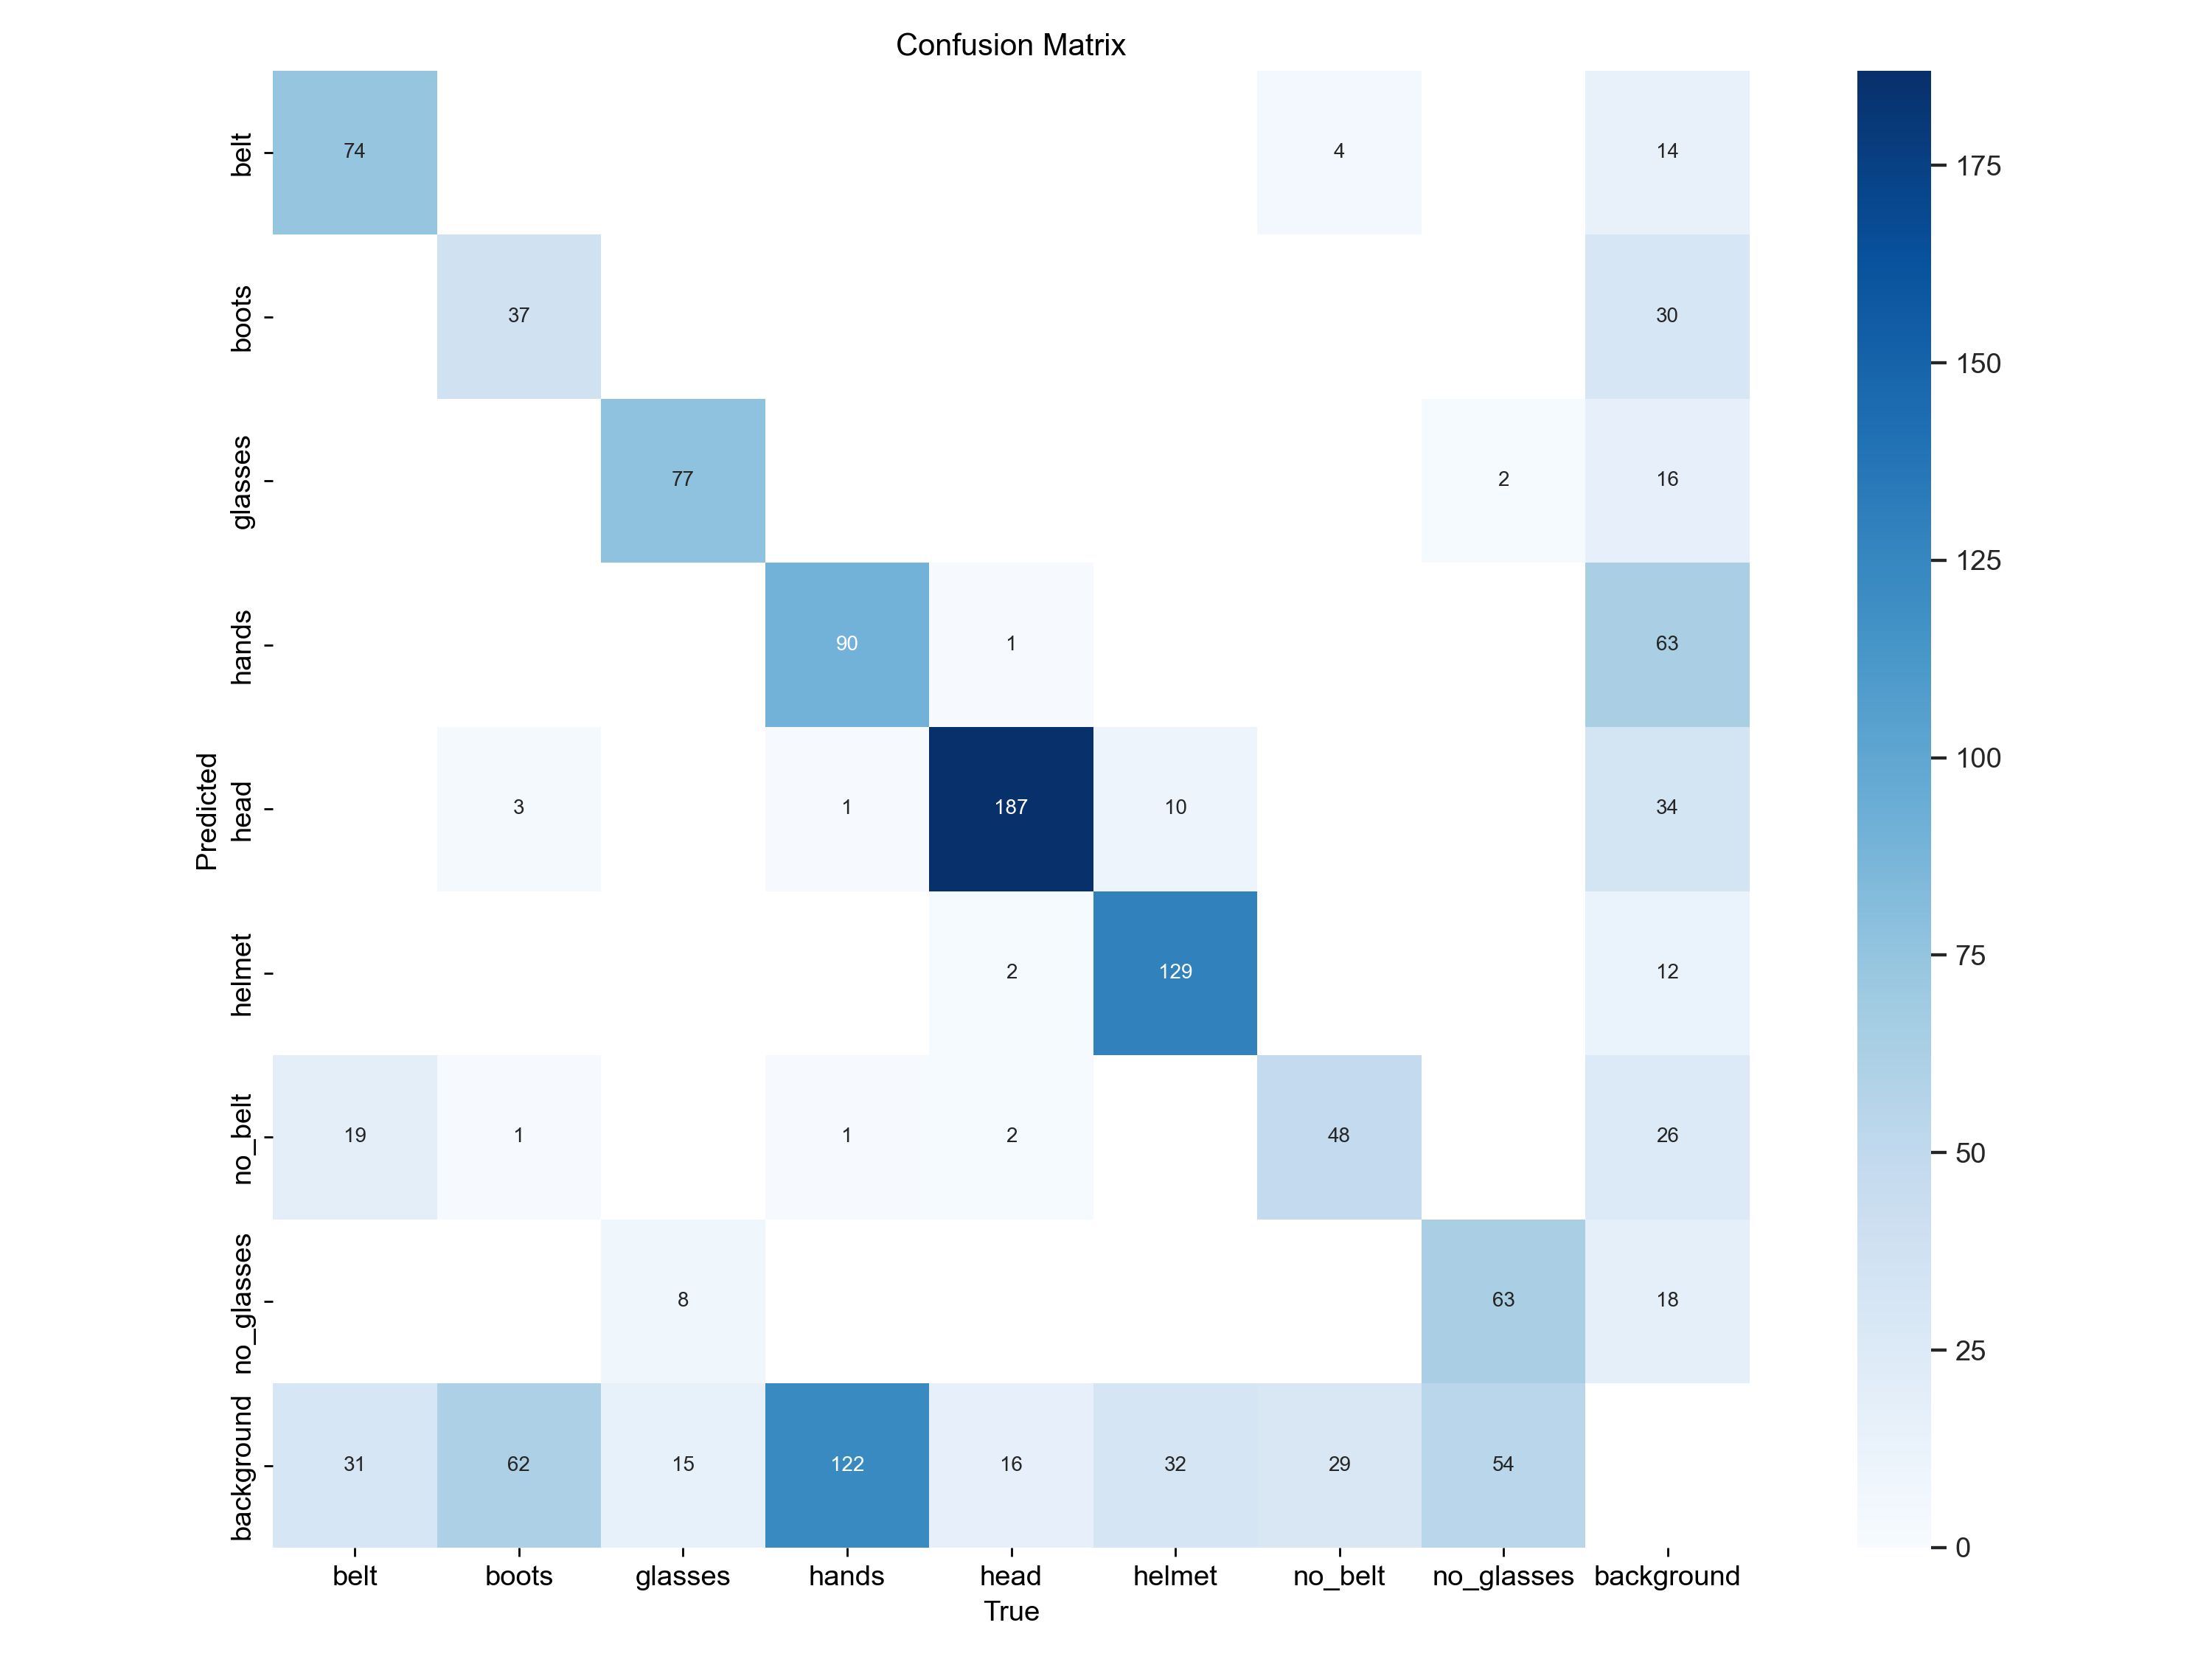 Confusion Matrix
belt 74 4 14
boots 37 30
glasses 77 2 16
hands 90 1 63
head 3 1 187 10 34
helmet 2 129 12
no_belt 19 1 1 2 48 26
no_glasses 8 63 18
background 31 62 15 122 16 32 29 54
belt boots glasses hands head helmet no_belt no_glasses background
True
Predicted
175
150
125
100
75
50
25
0